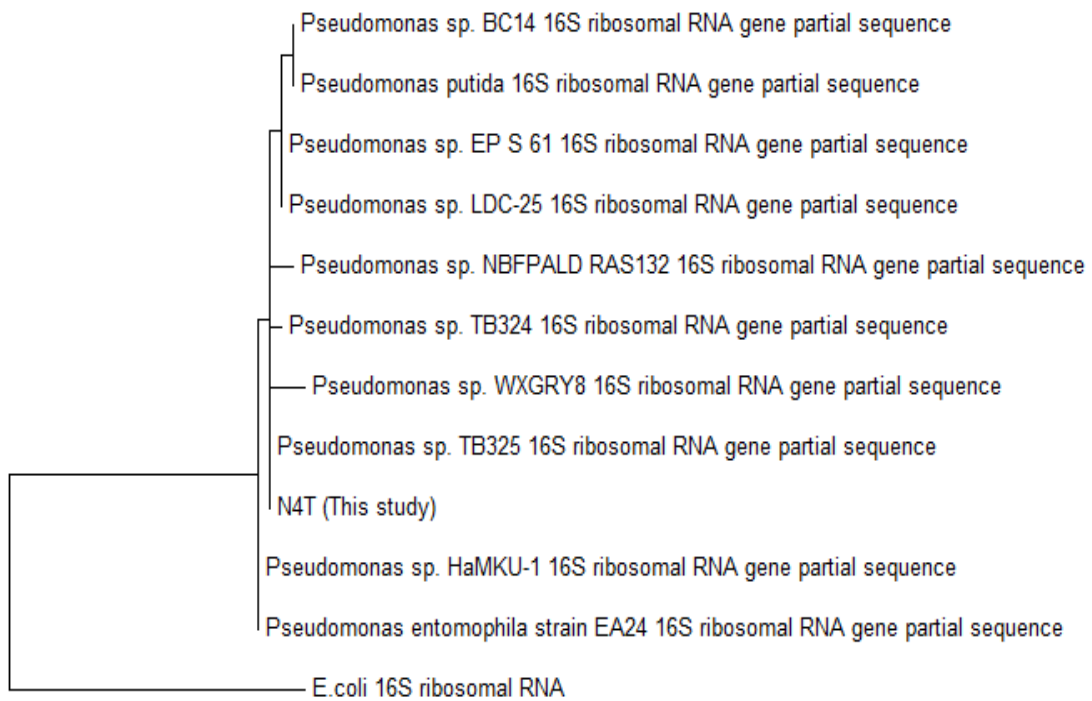 Pseudomonas sp. BC14 16S ribosomal RNA gene partial sequence
Pseudomonas putida 16S ribosomal RNA gene partial sequence
Pseudomonas sp. EP S 61 16S ribosomal RNA gene partial sequence
Pseudomonas sp. LDC-25 16S ribosomal RNA gene partial sequence
Pseudomonas sp. NBFPALD RAS132 16S ribosomal RNA gene partial sequence
Pseudomonas sp. TB324 16S ribosomal RNA gene partial sequence
Pseudomonas sp. WXGRY8 16S ribosomal RNA gene partial sequence
Pseudomonas sp. TB325 16S ribosomal RNA gene partial sequence
N4T (This study)
Pseudomonas sp. HaMKU-1 16S ribosomal RNA gene partial sequence
Pseudomonas entomophila strain EA24 16S ribosomal RNA gene partial sequence
E.coli 16S ribosomal RNA